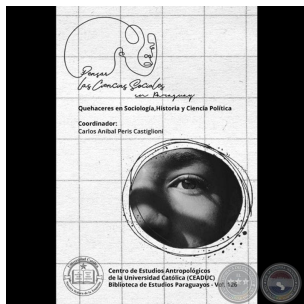 Pensar
las Ciencias Sociales
en Paraguay
Quehaceres en Sociología,Historia y Ciencia Política
Coordinador:
Carlos Aníbal Peris Castiglioni
Centro de Estudios Antropológicos
de la Universidad Católica (CEADUC)
Biblioteca de Estudios Paraguayos - Vol. 126